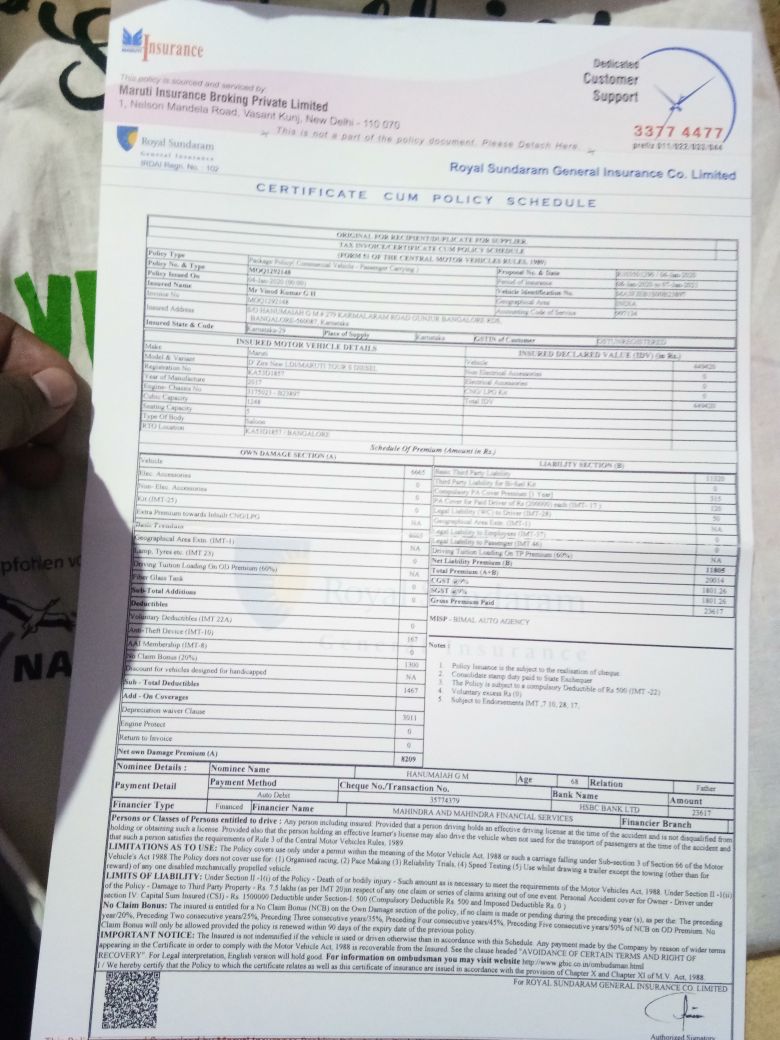 Insurance
This policy is sourced and serviced by:
Maruti Insurance Broking Private Limited
1, Nelson Mandela Road, Vasant Kunj, New Delhi - 110 070
This is not a part of the policy document. Please Detach Here.
Dedicated
Customer
Support
3377 4477
prefix 011/022/033/044
Royal Sundaram
General Insurance
IRDAI Regn. No. 102
Royal Sundaram General Insurance Co. Limited
CERTIFICATE CUM POLICY SCHEDULE
ORIGINAL FOR RECIPIENT/DUPLICATE FOR SUPPLIER
TAX INVOICE/CERTIFICATE CUM POLICY SCHEDULE
(FORM 51 OF THE CENTRAL MOTOR VEHICLES RULES, 1989)
Policy Type Package Policy( Commercial Vehicle - Passenger Carrying )
Policy No. & Type MOQ1292148 Proposal No. & Date
Policy Issued On Period of Insurance
Insured Name Mr Vinod Kumar G H Vehicle Identification No.
Invoice No MOQ1292148 Geographical Area INDIA
Insured Address S/O HANUMAIAH G M # 279 KARMALARAM ROAD GUNJUR BANGALORE Accounting Code of Service 997134
BANGALORE-560087, Karnataka
Insured State & Code Karnataka-29 Place of Supply Karnataka GSTIN of Customer
INSURED MOTOR VEHICLE DETAILS
INSURED DECLARED VALUE (IDV) (in Rs.)
Make Maruti
Model & Variant D'Zire New LDI/MARUTI TOUR S DIESEL
Registration No KA53D1857
Year of Manufacture 2017
Engine- Chassis No
Cubic Capacity 1248
Seating Capacity 5
Type Of Body Saloon
RTO Location KA53D1857 / BANGALORE
Vehicle 649420
Non Electrical Accessories 0
Electrical Accessories 0
CNG/ LPG Kit 0
Total IDV 649420
Schedule Of Premium (Amount in Rs.)
OWN DAMAGE SECTION (A)
Vehicle 6665
Elec. Accessories 0
Non- Elec. Accessories 0
Kit (IMT-25) 0
Extra Premium towards Inbuilt CNG/LPG NA
Basic Premium 6665
Geographical Area Extn. (IMT-1) NA
Lamp, Tyres etc. (IMT 23) 0
Driving Tuition Loading On OD Premium (60%) NA
Fiber Glass Tank 0
Sub-Total Additions 0
Deductibles
Voluntary Deductibles (IMT 22A) 0
Anti-Theft Device (IMT-10) 167
AAI Membership (IMT-8) 0
No Claim Bonus (20%) 1300
Discount for vehicles designed for handicapped NA
Sub - Total Deductibles 1467
Add - On Coverages
Depreciation waiver Clause 3011
Engine Protect 0
Return to Invoice 0
Net own Damage Premium (A) 8209
LIABILITY SECTION (B)
Basic Third Party Liability 11320
Third Party Liability for Bi-fuel Kit 0
Compulsory PA Cover Premium (1 Year) 315
PA Cover for Paid Driver of Rs (200000) each (IMT- 17 ) 120
Legal Liability (WC) to Driver (IMT-28) 50
Geographical Area Extn. (IMT-1) NA
Legal Liability to Employees (IMT-37)
Legal Liability to Passenger (IMT 46)
Driving Tuition Loading On TP Premium (60%) NA
Net Liability Premium (B) 11805
Total Premium (A+B) 20014
CGST @9% 1801.26
SGST @9% 1801.26
Gross Premium Paid 23617
MISP - BIMAL AUTO AGENCY
Notes :
1. Policy Issuance is the subject to the realisation of cheque
2. Consolidate stamp duty paid to State Exchequer
3. The Policy is subject to a compulsory Deductible of Rs 500 (IMT -22)
4. Voluntary excess Rs (0)
5. Subject to Endorsements IMT ,7 10, 28, 17,
Royal Sundaram
General Insurance
Nominee Details : Nominee Name HANUMAIAH G M Age 68 Relation Father
Payment Detail Payment Method Cheque No./Transaction No. Bank Name Amount
Auto Debit 35774379 HSBC BANK LTD 23617
Financier Type Financed Financier Name MAHINDRA AND MAHINDRA FINANCIAL SERVICES Financier Branch
Persons or Classes of Persons entitled to drive : Any person including insured: Provided that a person driving holds an effective driving license at the time of the accident and is not disqualified from
holding or obtaining such a license. Provided also that the person holding an effective learner's license may also drive the vehicle when not used for the transport of passengers at the time of the accident and
that such a person satisfies the requirements of Rule 3 of the Central Motor Vehicles Rules, 1989
LIMITATIONS AS TO USE: The Policy covers use only under a permit within the meaning of the Motor Vehicle Act, 1988 or such a carriage falling under Sub-section 3 of Section 66 of the Motor
Vehicle's Act 1988.The Policy does not cover use for: (1) Organised racing, (2) Pace Making (3) Reliability Trials, (4) Speed Testing (5) Use whilst drawing a trailer except the towing (other than for
reward) of any one disabled mechanically propelled vehicle.
LIMITS OF LIABILITY: Under Section II -1(i) of the Policy - Death of or bodily injury - Such amount as is necessary to meet the requirements of the Motor Vehicles Act, 1988. Under Section II -1(ii)
of the Policy - Damage to Third Party Property - Rs. 7.5 lakhs (as per IMT 20)in respect of any one claim or series of claims arising out of one event. Personal Accident cover for Owner - Driver under
section IV. Capital Sum Insured (CSI) - Rs. 1500000 Deductible under Section-I. 500 (Compulsory Deductible Rs. 500 and Imposed Deductible Rs. 0 )
No Claim Bonus: The insured is entitled for a No Claim Bonus (NCB) on the Own Damage section of the policy, if no claim is made or pending during the preceding year (s), as per the. The preceding
year/20%, Preceding Two consecutive years/25%, Preceding Three consecutive years/35%, Preceding Four consecutive years/45%, Preceding Five consecutive years/50% of NCB on OD Premium. No
Claim Bonus will only be allowed provided the policy is renewed within 90 days of the expiry date of the previous policy.
IMPORTANT NOTICE: The Insured is not indemnified if the vehicle is used or driven otherwise than in accordance with this Schedule. Any payment made by the Company by reason of wider terms
appearing in the Certificate in order to comply with the Motor Vehicle Act, 1988 is recoverable from the Insured. See the clause headed "AVOIDANCE OF CERTAIN TERMS AND RIGHT OF
RECOVERY". For Legal interpretation, English version will hold good. For information on ombudsman you may visit website http://www.gbic.co.in/ombudsman.html
I / We hereby certify that the Policy to which the certificate relates as well as this certificate of insurance are issued in accordance with the provision of Chapter X and Chapter XI of M.V. Act, 1988.
For ROYAL SUNDARAM GENERAL INSURANCE CO. LIMITED
Authorized Signatory
pfohlen
NA